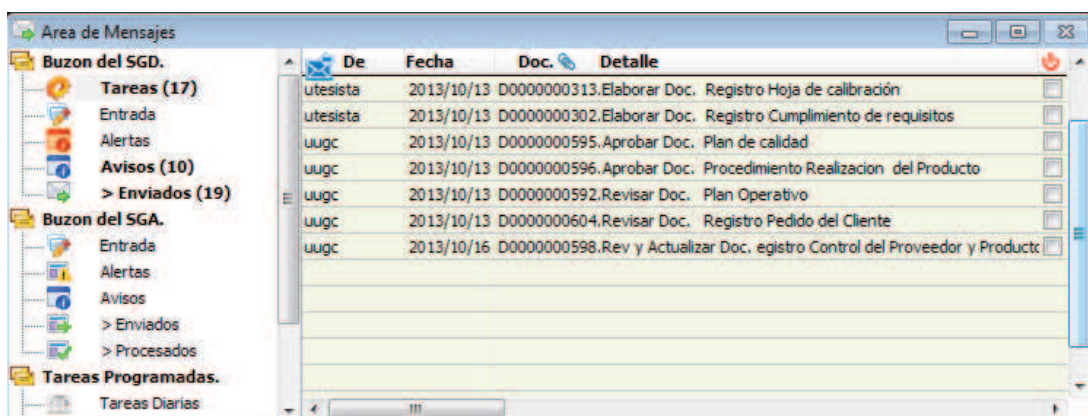 Area de Mensajes
Buzon del SGD.
Tareas (17)
Entrada
Alertas
Avisos (10)
> Enviados (19)
Buzon del SGA.
Entrada
Alertas
Avisos
> Enviados
> Procesados
Tareas Programadas.
Tareas Diarias
De Fecha Doc. Detalle
utesista 2013/10/13 D0000000313.Elaborar Doc. Registro Hoja de calibración
utesista 2013/10/13 D0000000302.Elaborar Doc. Registro Cumplimiento de requisitos
uugc 2013/10/13 D0000000595.Aprobar Doc. Plan de calidad
uugc 2013/10/13 D0000000596.Aprobar Doc. Procedimiento Realizacion del Producto
uugc 2013/10/13 D0000000592.Revisar Doc. Plan Operativo
uugc 2013/10/13 D0000000604.Revisar Doc. Registro Pedido del Cliente
uugc 2013/10/16 D0000000598.Rev y Actualizar Doc. egistro Control del Proveedor y Producto